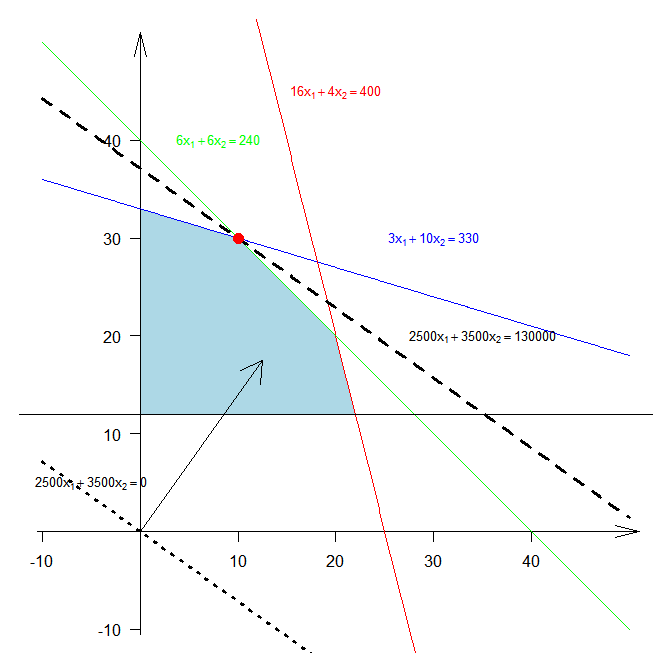 16x₁ + 4x₂ = 400
40
6x₁ + 6x₂ = 240
30
3x₁ + 10x₂ = 330
20
2500x₁ + 3500x₂ = 130000
10
2500x₁ + 3500x₂ = 0
-10 10 20 30 40
-10